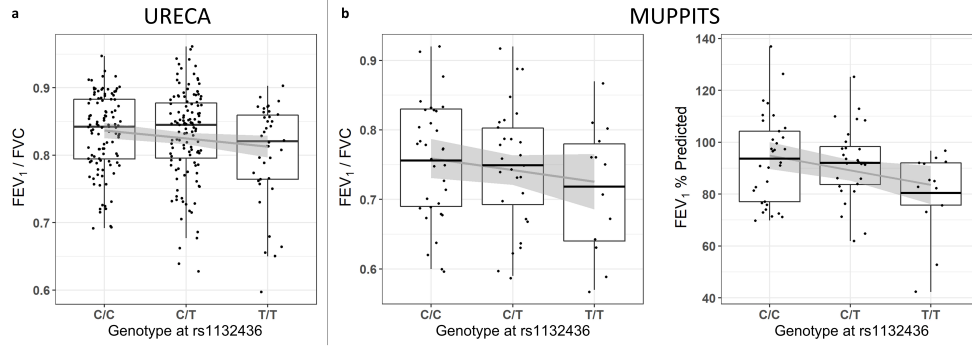 a
URECA
b
MUPPITS
FEV1 / FVC
0.9
0.8
0.7
0.6
C/C C/T T/T
Genotype at rs1132436
FEV1 / FVC
0.9
0.8
0.7
0.6
C/C C/T T/T
Genotype at rs1132436
FEV1 % Predicted
140
120
100
80
60
40
C/C C/T T/T
Genotype at rs1132436